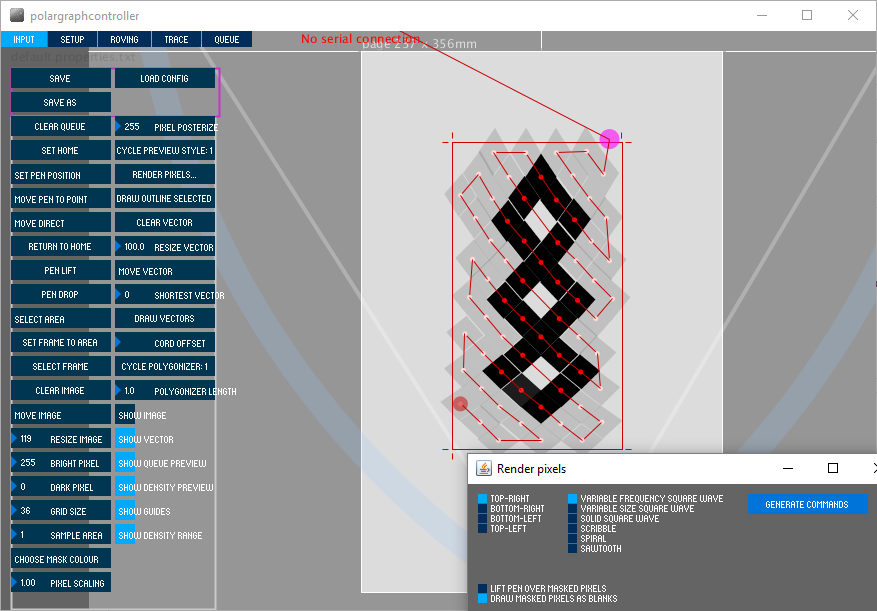 polargraphcontroller
INPUT SETUP ROVING TRACE QUEUE
No serial connection
page 257 x 356mm
default.properties.txt
SAVE LOAD CONFIG
SAVE AS
CLEAR QUEUE 255 PIXEL POSTERIZE
SET HOME CYCLE PREVIEW STYLE: 1
SET PEN POSITION RENDER PIXELS...
MOVE PEN TO POINT DRAW OUTLINE SELECTED
MOVE DIRECT CLEAR VECTOR
RETURN TO HOME 100.0 RESIZE VECTOR
PEN LIFT MOVE VECTOR
PEN DROP 0 SHORTEST VECTOR
SELECT AREA DRAW VECTORS
SET FRAME TO AREA CORD OFFSET
SELECT FRAME CYCLE POLYGONIZER: 1
CLEAR IMAGE 1.0 POLYGONIZER LENGTH
MOVE IMAGE SHOW IMAGE
119 RESIZE IMAGE SHOW VECTOR
255 BRIGHT PIXEL SHOW QUEUE PREVIEW
0 DARK PIXEL SHOW DENSITY PREVIEW
36 GRID SIZE SHOW GUIDES
1 SAMPLE AREA SHOW DENSITY RANGE
CHOOSE MASK COLOUR
1.00 PIXEL SCALING
Render pixels
TOP-RIGHT VARIABLE FREQUENCY SQUARE WAVE GENERATE COMMANDS
BOTTOM-RIGHT VARIABLE SIZE SQUARE WAVE
BOTTOM-LEFT SOLID SQUARE WAVE
TOP-LEFT SCRIBBLE
SPIRAL
SAWTOOTH
LIFT PEN OVER MASKED PIXELS
DRAW MASKED PIXELS AS BLANKS